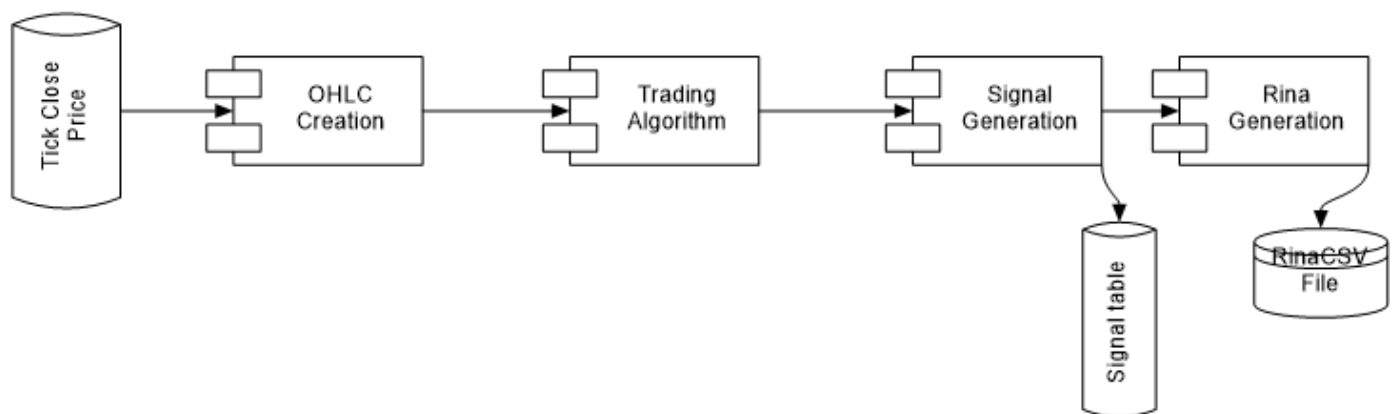 Tick Close
Price
OHLC
Creation
Trading
Algorithm
Signal
Generation
Rina
Generation
Signal table
RinaCSV
File